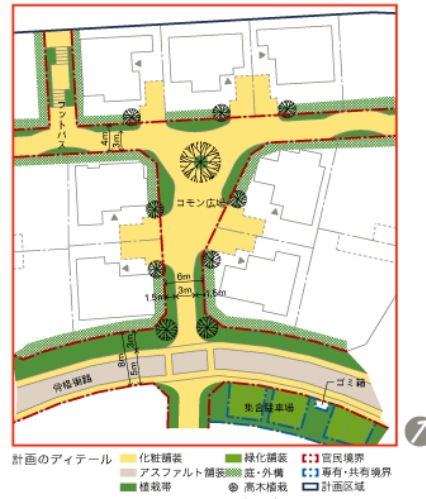 フットパス
4m
3m
コモン広場
6m
3m
1.5m
1.5m
8m
3m
5m
骨格街路
ゴミ箱
集合駐車場
7
計画のディテール
化粧舗装
緑化舗装
官民境界
アスファルト舗装
庭・外構
専有・共有境界
植栽帯
高木植栽
計画区域